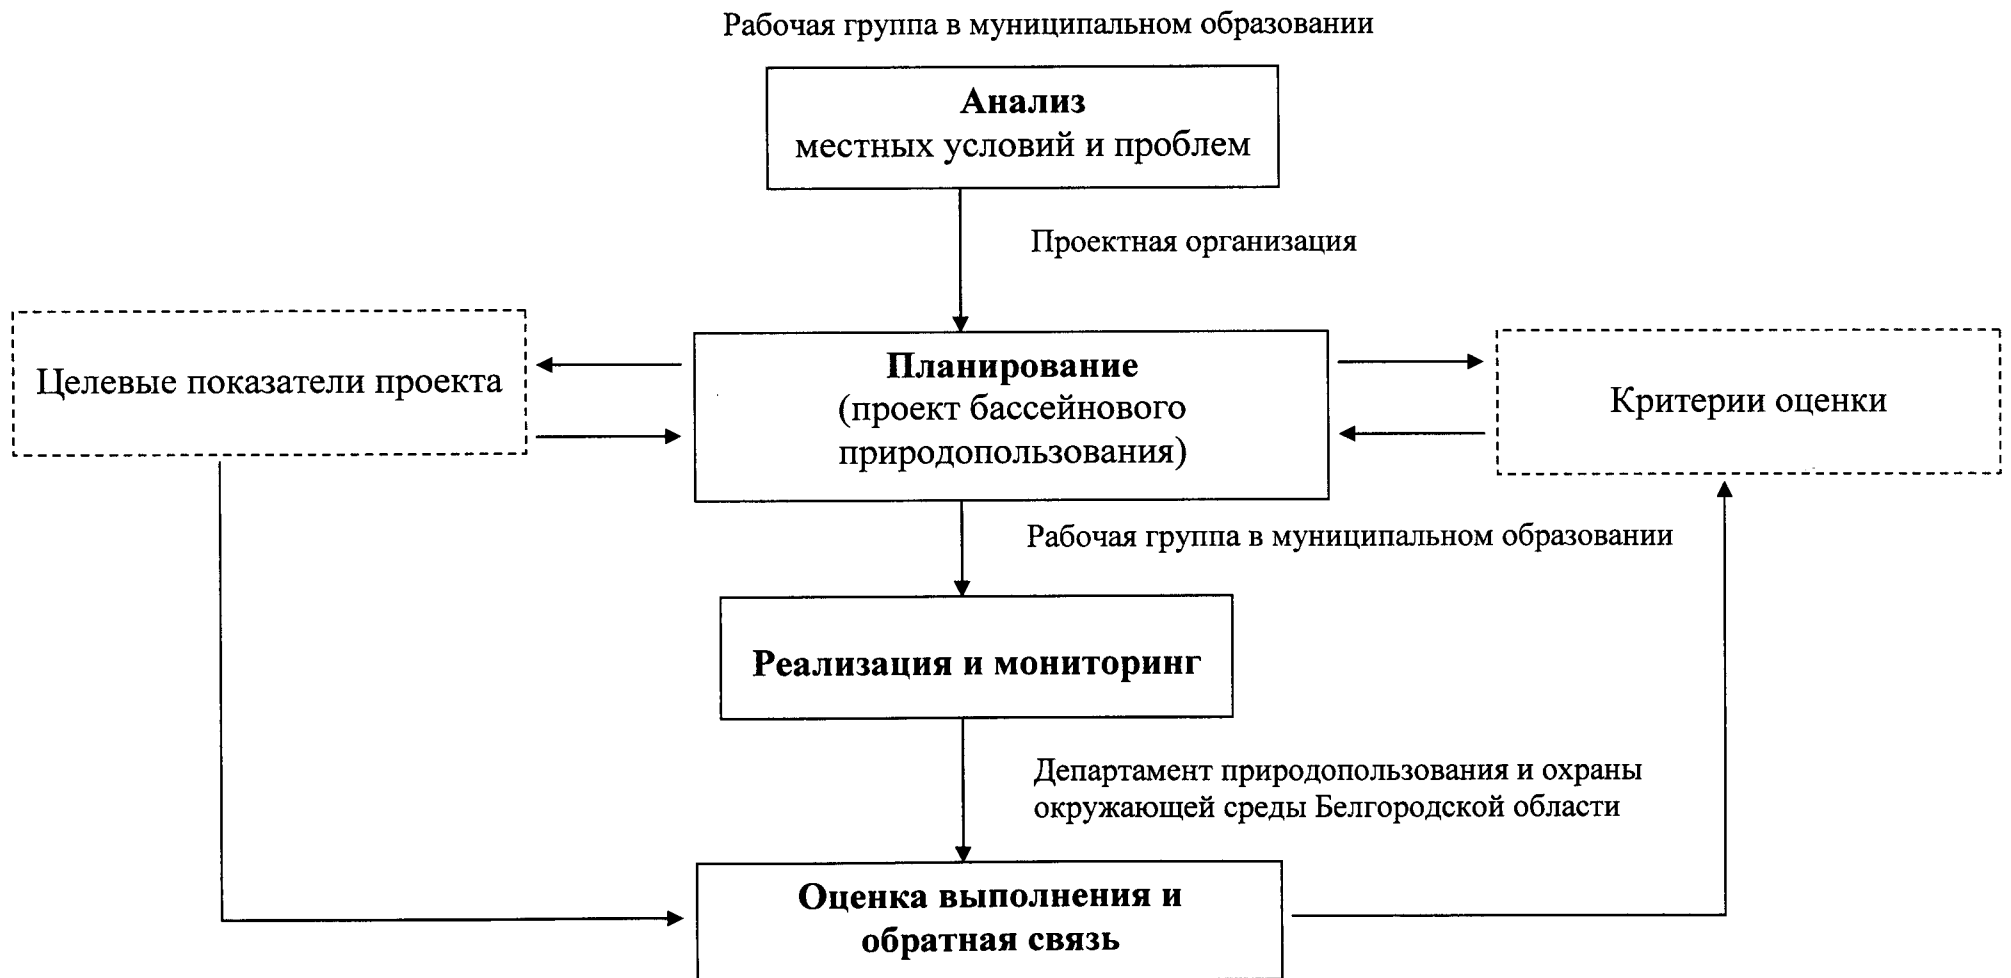 Рабочая группа в муниципальном образовании
Анализ
местных условий и проблем
Проектная организация
Целевые показатели проекта
Планирование
(проект бассейнового
природопользования)
Критерии оценки
Рабочая группа в муниципальном образовании
Реализация и мониторинг
Департамент природопользования и охраны
окружающей среды Белгородской области
Оценка выполнения и
обратная связь